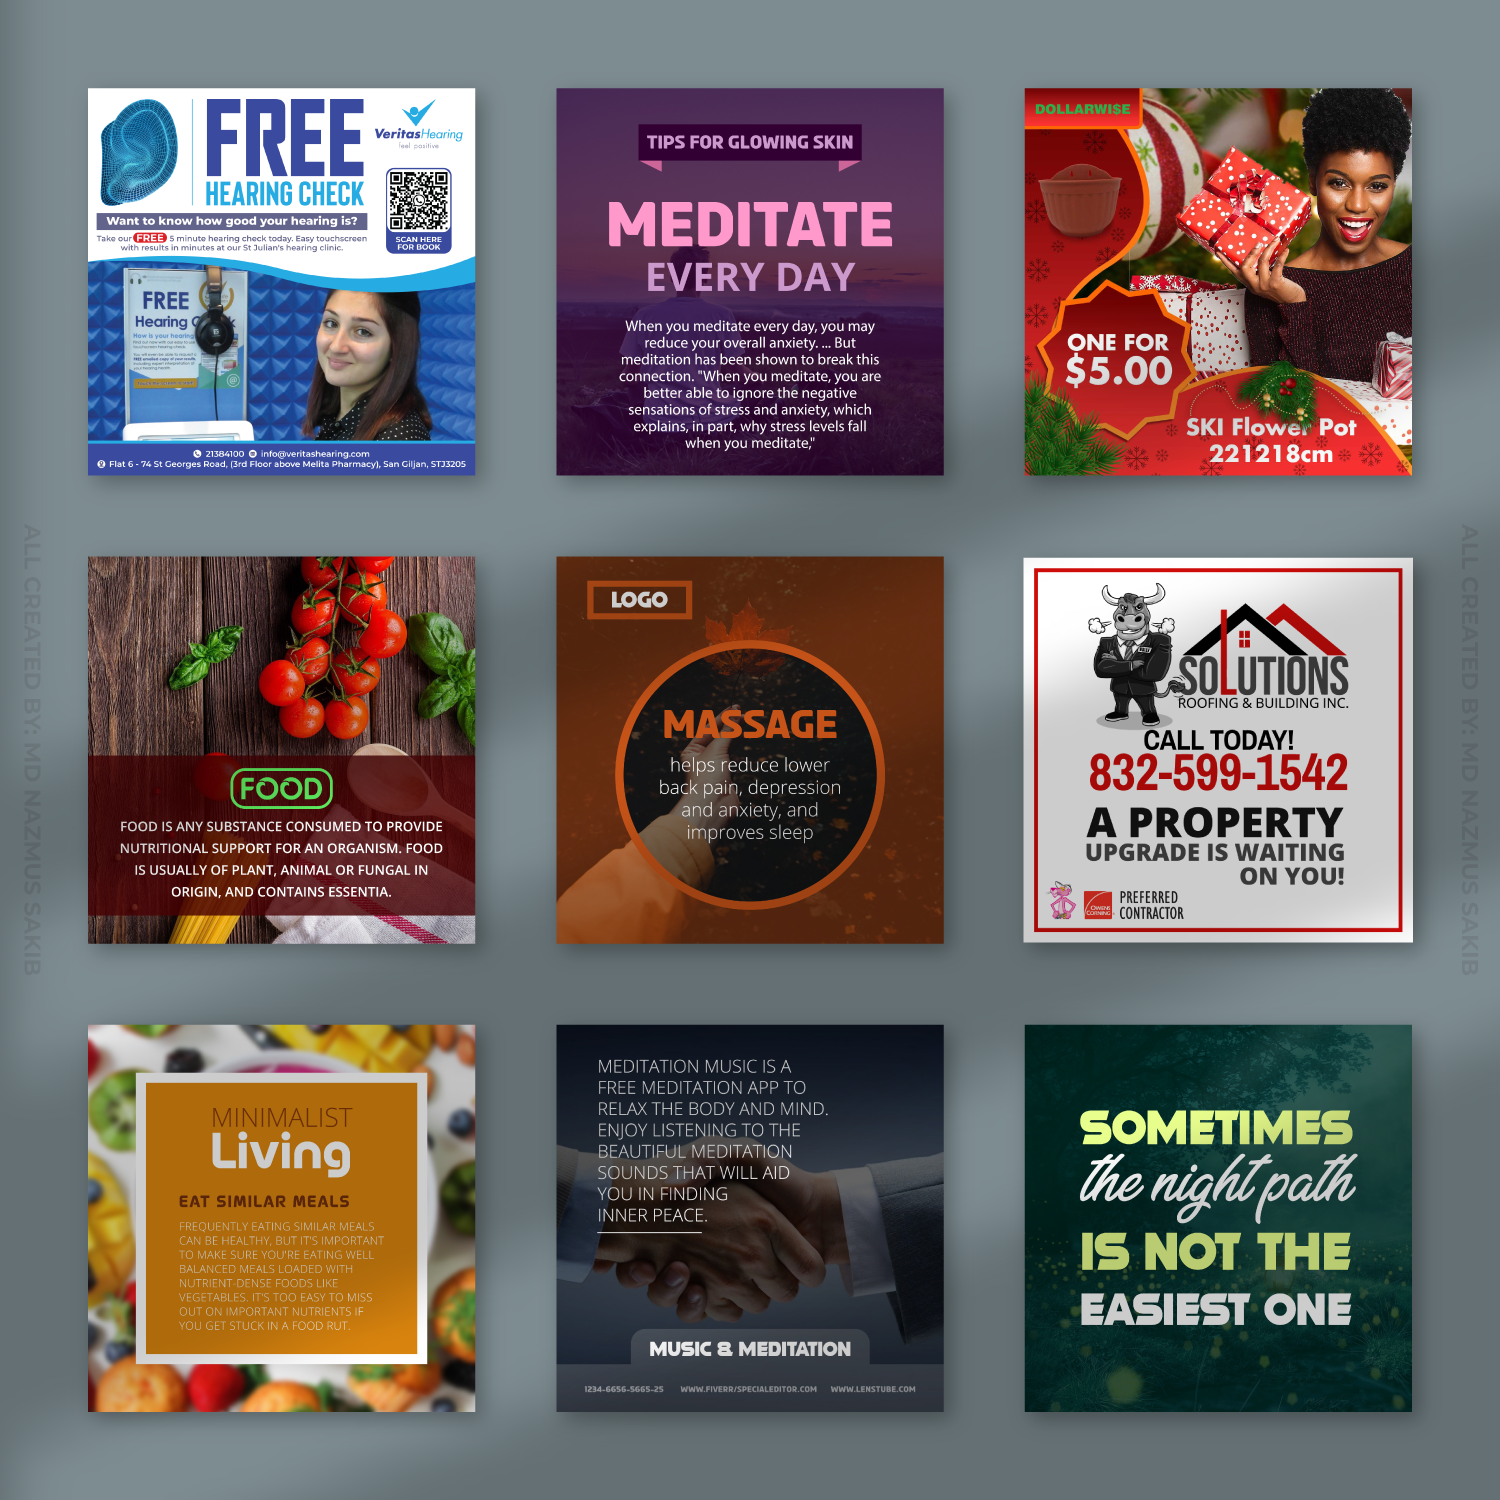 FREE
HEARING CHECK
VeritasHearing
feel positive
Want to know how good your hearing is?
Take our FREE 5 minute hearing check today. Easy touchscreen
with results in minutes at our St Julian's hearing clinic.
SCAN HERE
FOR BOOK
FREE
Hearing
How is your hearing
21384100 info@veritashearing.com
Flat 6 - 74 St Georges Road, (3rd Floor above Melita Pharmacy), San Giljan, STJ3205
TIPS FOR GLOWING SKIN
MEDITATE
EVERY DAY
When you meditate every day, you may
reduce your overall anxiety. ... But
meditation has been shown to break this
connection. "When you meditate, you are
better able to ignore the negative
sensations of stress and anxiety, which
explains, in part, why stress levels fall
when you meditate,"
DOLLARWI$E
ONE FOR
$5.00
SKI Flower Pot
221218cm
ALL CREATED BY: MD NAZMUS SAKIB
FOOD
FOOD IS ANY SUBSTANCE CONSUMED TO PROVIDE
NUTRITIONAL SUPPORT FOR AN ORGANISM. FOOD
IS USUALLY OF PLANT, ANIMAL OR FUNGAL IN
ORIGIN, AND CONTAINS ESSENTIA.
LOGO
MASSAGE
helps reduce lower
back pain, depression
and anxiety, and
improves sleep
SOLUTIONS
ROOFING & BUILDING INC.
CALL TODAY!
832-599-1542
A PROPERTY
UPGRADE IS WAITING
ON YOU!
OWENS
CORNING
PREFERRED
CONTRACTOR
ALL CREATED BY: MD NAZMUS SAKIB
MINIMALIST
Living
EAT SIMILAR MEALS
FREQUENTLY EATING SIMILAR MEALS
CAN BE HEALTHY, BUT IT'S IMPORTANT
TO MAKE SURE YOU'RE EATING WELL
BALANCED MEALS LOADED WITH
NUTRIENT-DENSE FOODS LIKE
VEGETABLES. IT'S TOO EASY TO MISS
OUT ON IMPORTANT NUTRIENTS IF
YOU GET STUCK IN A FOOD RUT.
MEDITATION MUSIC IS A
FREE MEDITATION APP TO
RELAX THE BODY AND MIND.
ENJOY LISTENING TO THE
BEAUTIFUL MEDITATION
SOUNDS THAT WILL AID
YOU IN FINDING
INNER PEACE.
MUSIC & MEDITATION
1234-6656-5665-25 WWW.FIVERR/SPECIALEDITOR.COM WWW.LENSTUBE.COM
SOMETIMES
the night path
IS NOT THE
EASIEST ONE